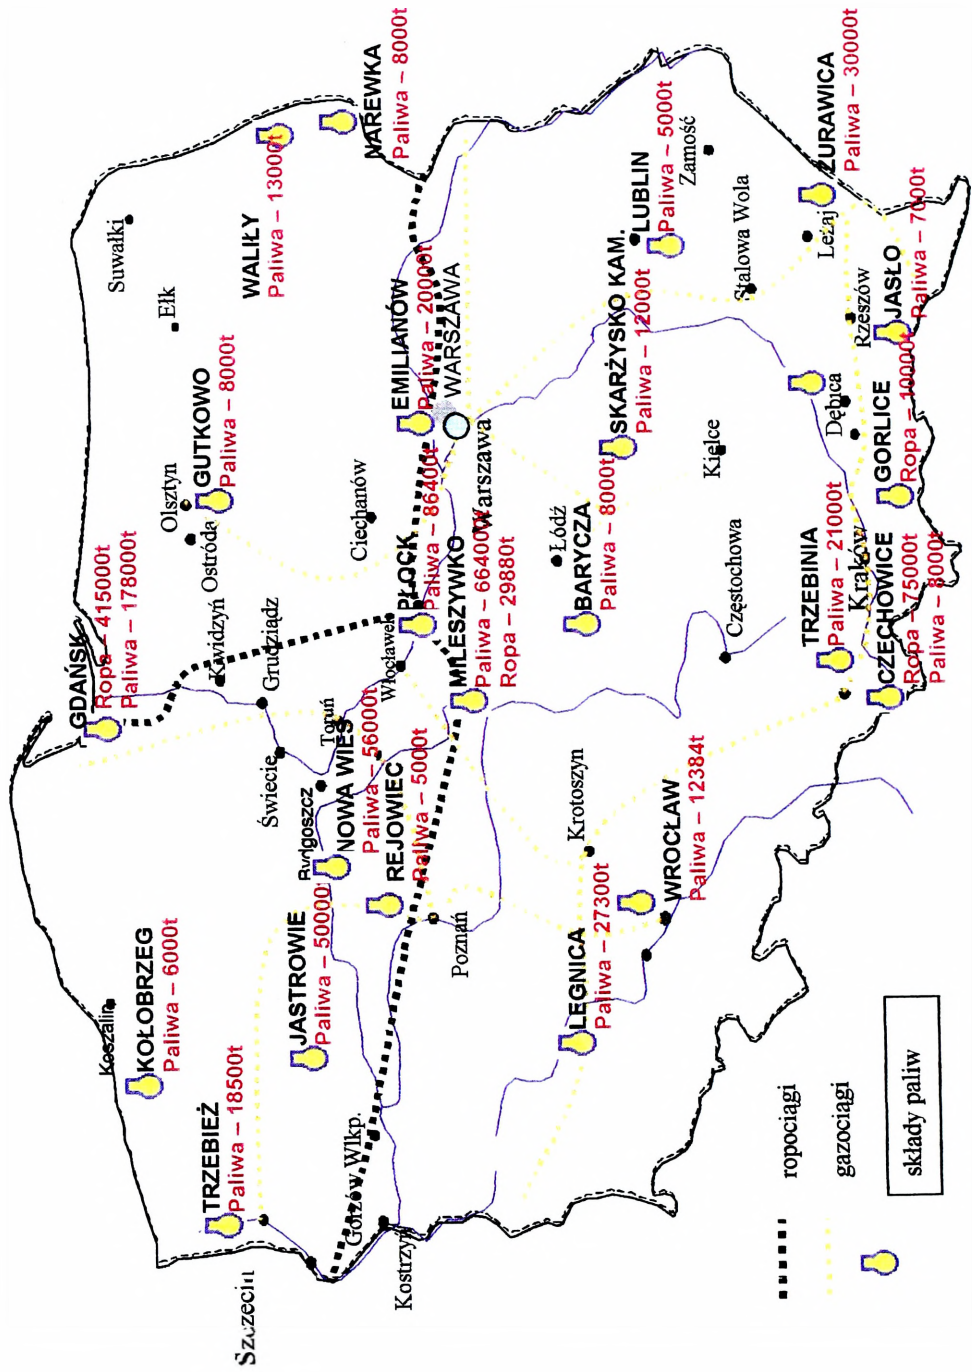 GDAŃSK
Ropa – 415000t
Paliwa – 178000t
Koszalin
KOŁOBRZEG
Paliwa – 6000t
TRZEBIEŻ
Paliwa – 18500t
Szczecin
Świecie
Grudziądz
Kwidzyń
Ostróda
Olsztyn
GUTKOWO
Paliwa – 8000t
Ełk
Suwałki
WALIŁY
Paliwa – 13000t
NAREWKA
Paliwa – 8000t
JASTROWIE
Paliwa – 50000t
Bydgoszcz
Toruń
NOWA WIEŚ
Paliwa – 56000t
REJOWIEC
Paliwa – 5000t
Włocławek
Ciechanów
PŁOCK
Paliwa – 86400t
EMILIANÓW
Paliwa – 20000t
WARSZAWA
Warszawa
Gorzów Wlkp.
Kostrzyń
Poznań
MILESZYWKO
Paliwa – 66400t
Ropa – 29880t
Łódź
BARYCZA
Paliwa – 8000t
SKARŻYSKO KAM.
Paliwa – 12000t
LUBLIN
Paliwa – 5000t
Zamość
Krotoszyn
LEGNICA
Paliwa – 27300t
WROCŁAW
Paliwa – 12384t
Częstochowa
Kielce
Stalowa Wola
Leżaj
ŻURAWICA
Paliwa – 30000t
TRZEBINIA
Paliwa – 21000t
Kraków
Dębica
Rzeszów
CZECHOWICE
Ropa – 75000t
Paliwa – 8000t
GORLICE
Ropa – 10000t
JASŁO
Paliwa – 7000t
ropociągi
gazociągi
składy paliw